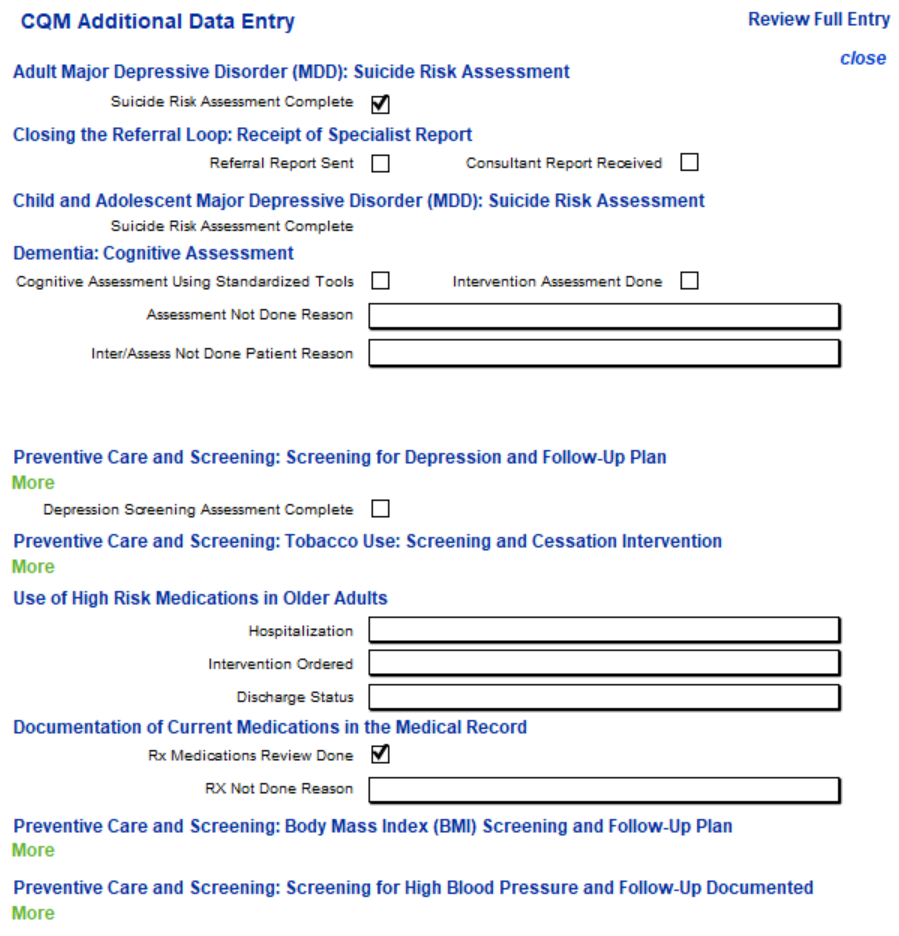 CQM Additional Data Entry Review Full Entry
close
Adult Major Depressive Disorder (MDD): Suicide Risk Assessment
Suicide Risk Assessment Complete
Closing the Referral Loop: Receipt of Specialist Report
Referral Report Sent Consultant Report Received
Child and Adolescent Major Depressive Disorder (MDD): Suicide Risk Assessment
Suicide Risk Assessment Complete
Dementia: Cognitive Assessment
Cognitive Assessment Using Standardized Tools Intervention Assessment Done
Assessment Not Done Reason
Inter/Assess Not Done Patient Reason
Preventive Care and Screening: Screening for Depression and Follow-Up Plan
More
Depression Screening Assessment Complete
Preventive Care and Screening: Tobacco Use: Screening and Cessation Intervention
More
Use of High Risk Medications in Older Adults
Hospitalization
Intervention Ordered
Discharge Status
Documentation of Current Medications in the Medical Record
Rx Medications Review Done
RX Not Done Reason
Preventive Care and Screening: Body Mass Index (BMI) Screening and Follow-Up Plan
More
Preventive Care and Screening: Screening for High Blood Pressure and Follow-Up Documented
More